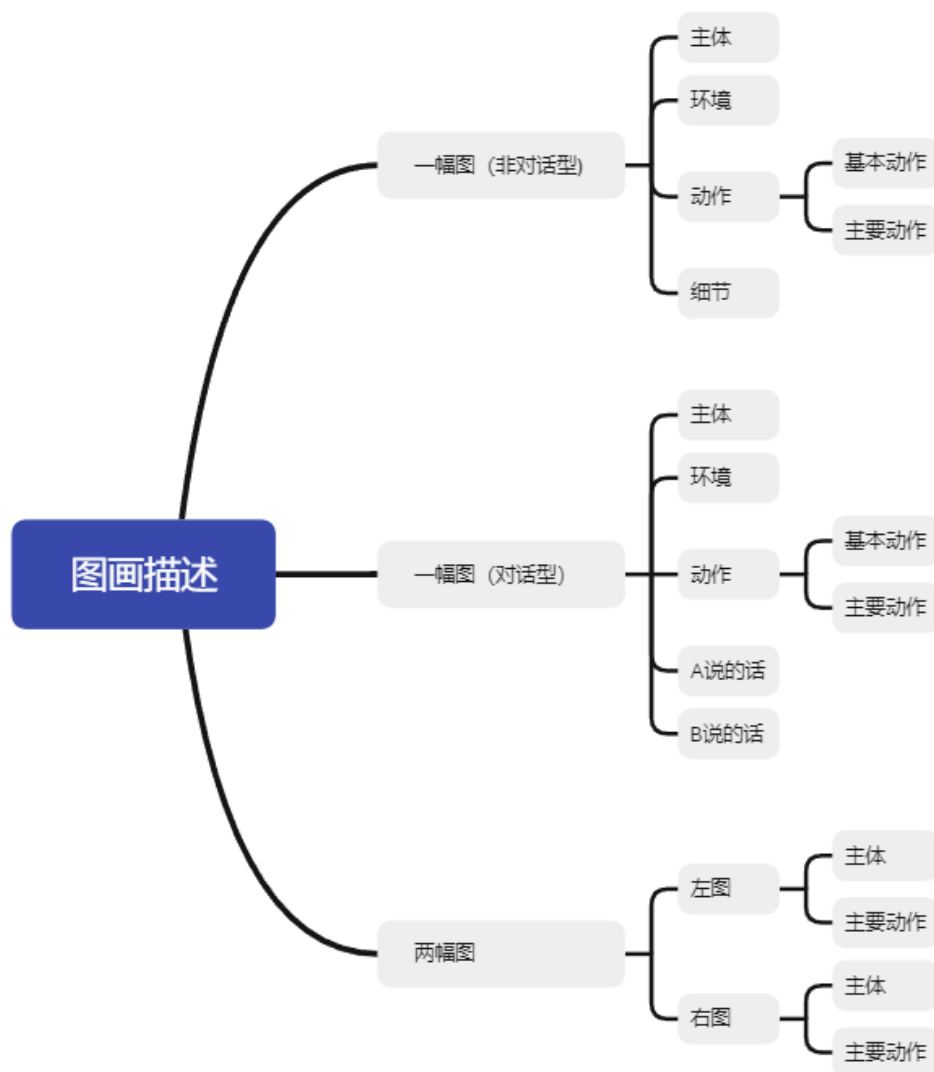 图画描述
一幅图（非对话型)
主体
环境
动作
基本动作
主要动作
细节
一幅图（对话型）
主体
环境
动作
基本动作
主要动作
A说的话
B说的话
两幅图
左图
主体
主要动作
右图
主体
主要动作